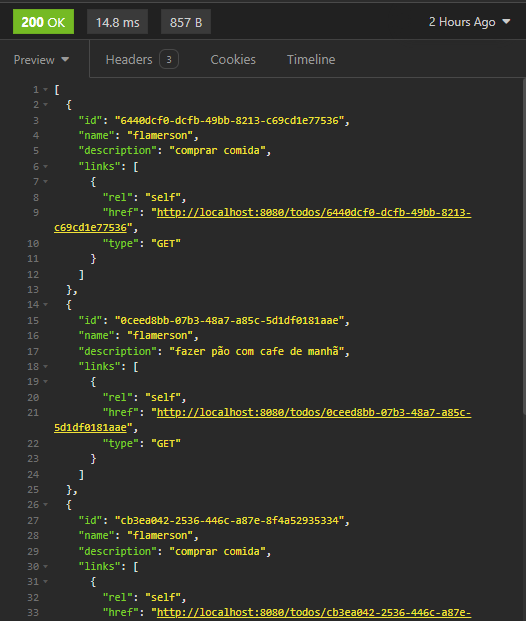 200 OK 14.8 ms 857 B 2 Hours Ago
Preview Headers 3 Cookies Timeline
1 [
2 {
3 "id": "6440dcf0-dcfb-49bb-8213-c69cd1e77536",
4 "name": "flamerson",
5 "description": "comprar comida",
6 "links": [
7 {
8 "rel": "self",
9 "href": "http://localhost:8080/todos/6440dcf0-dcfb-49bb-8213-
c69cd1e77536",
10 "type": "GET"
11 }
12 ]
13 },
14 {
15 "id": "0ceed8bb-07b3-48a7-a85c-5d1df0181aae",
16 "name": "flamerson",
17 "description": "fazer pão com cafe de manhã",
18 "links": [
19 {
20 "rel": "self",
21 "href": "http://localhost:8080/todos/0ceed8bb-07b3-48a7-a85c-
5d1df0181aae",
22 "type": "GET"
23 }
24 ]
25 },
26 {
27 "id": "cb3ea042-2536-446c-a87e-8f4a52935334",
28 "name": "flamerson",
29 "description": "comprar comida",
30 "links": [
31 {
32 "rel": "self",
33 "href": "http://localhost:8080/todos/cb3ea042-2536-446c-a87e-